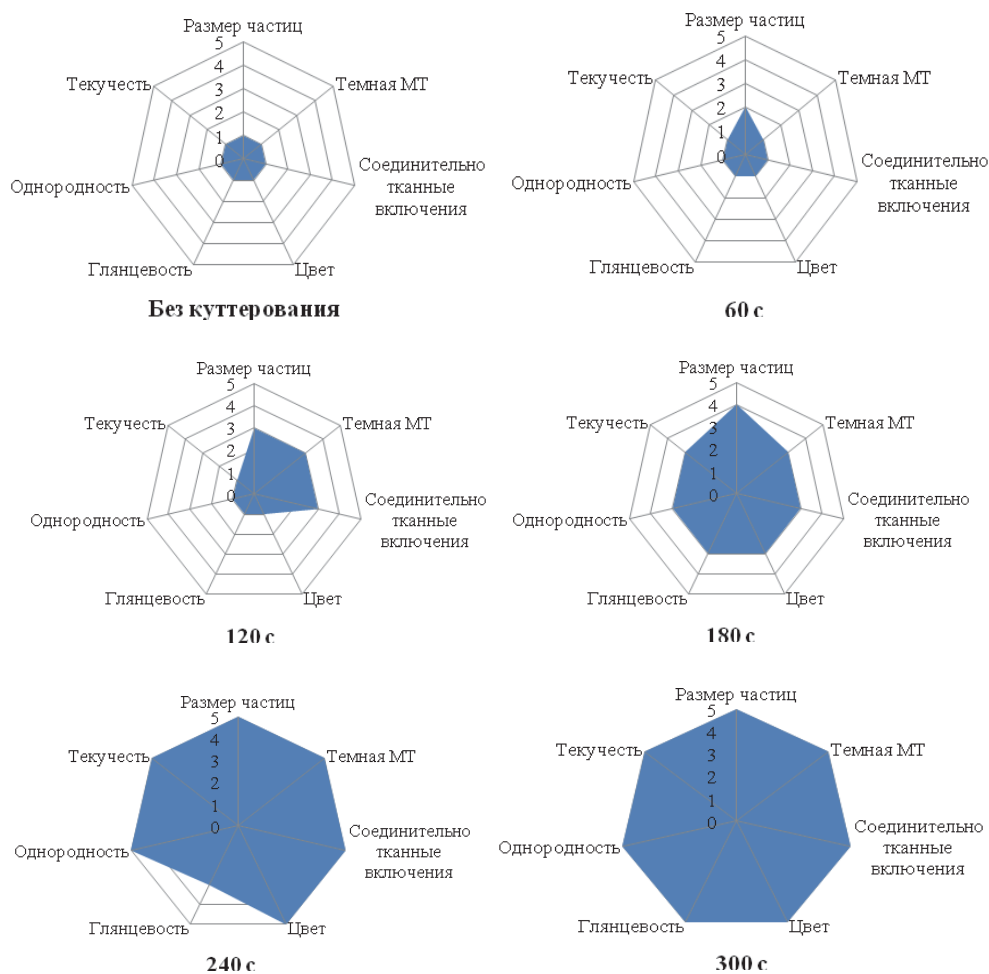 Размер частиц
5
4
3
2
1
0
Темная МТ
Соединительно
тканные
включения
Цвет
Глянцевость
Однородность
Текучесть
Без куттерования
Размер частиц
5
4
3
2
1
0
Темная МТ
Соединительно
тканные
включения
Цвет
Глянцевость
Однородность
Текучесть
60 с
Размер частиц
5
4
3
2
1
0
Темная МТ
Соединительно
тканные
включения
Цвет
Глянцевость
Однородность
Текучесть
120 с
Размер частиц
5
4
3
2
1
0
Темная МТ
Соединительно
тканные
включения
Цвет
Глянцевость
Однородность
Текучесть
180 с
Размер частиц
5
4
3
2
1
0
Темная МТ
Соединительно
тканные
включения
Цвет
Глянцевость
Однородность
Текучесть
240 с
Размер частиц
5
4
3
2
1
0
Темная МТ
Соединительно
тканные
включения
Цвет
Глянцевость
Однородность
Текучесть
300 с